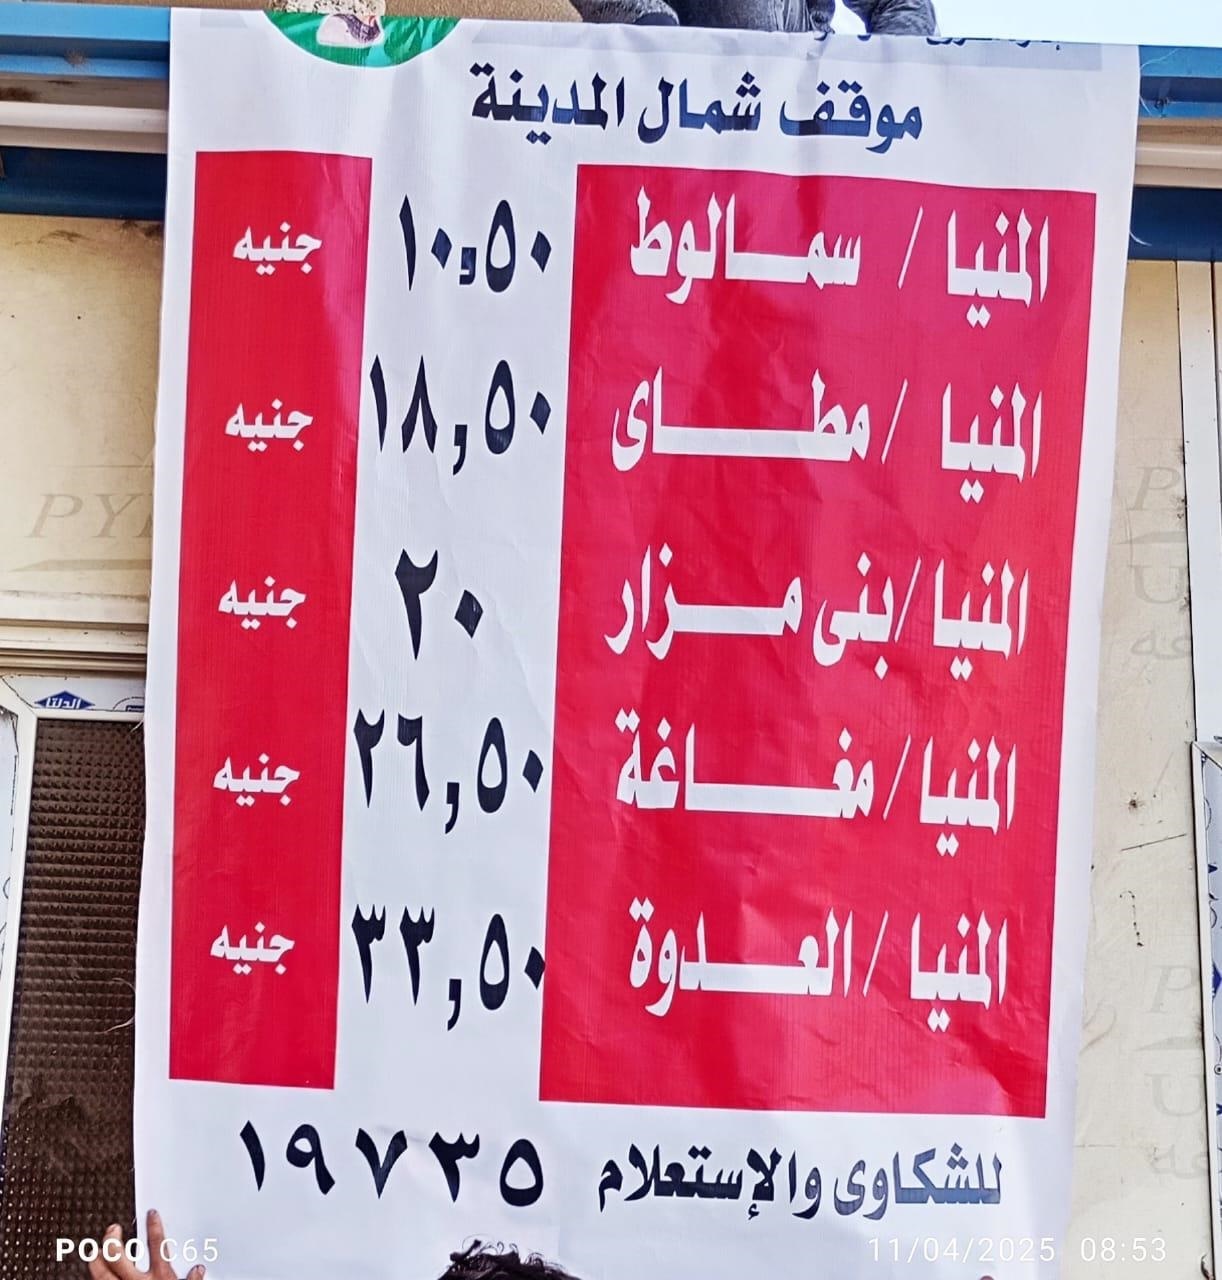 موقف شمال المدينة
المنيا / سمالوط ١٠,٥٠ جنيه
المنيا / مطاى ١٨,٥٠ جنيه
المنيا / بنى مزار ٢٠ جنيه
المنيا / مغاغة ٢٦,٥٠ جنيه
المنيا / العدوة ٣٣,٥٠ جنيه
للشكاوى والإستعلام ١٩٧٣٥
الدلتا
POCO C65
11/04/2025 08:53